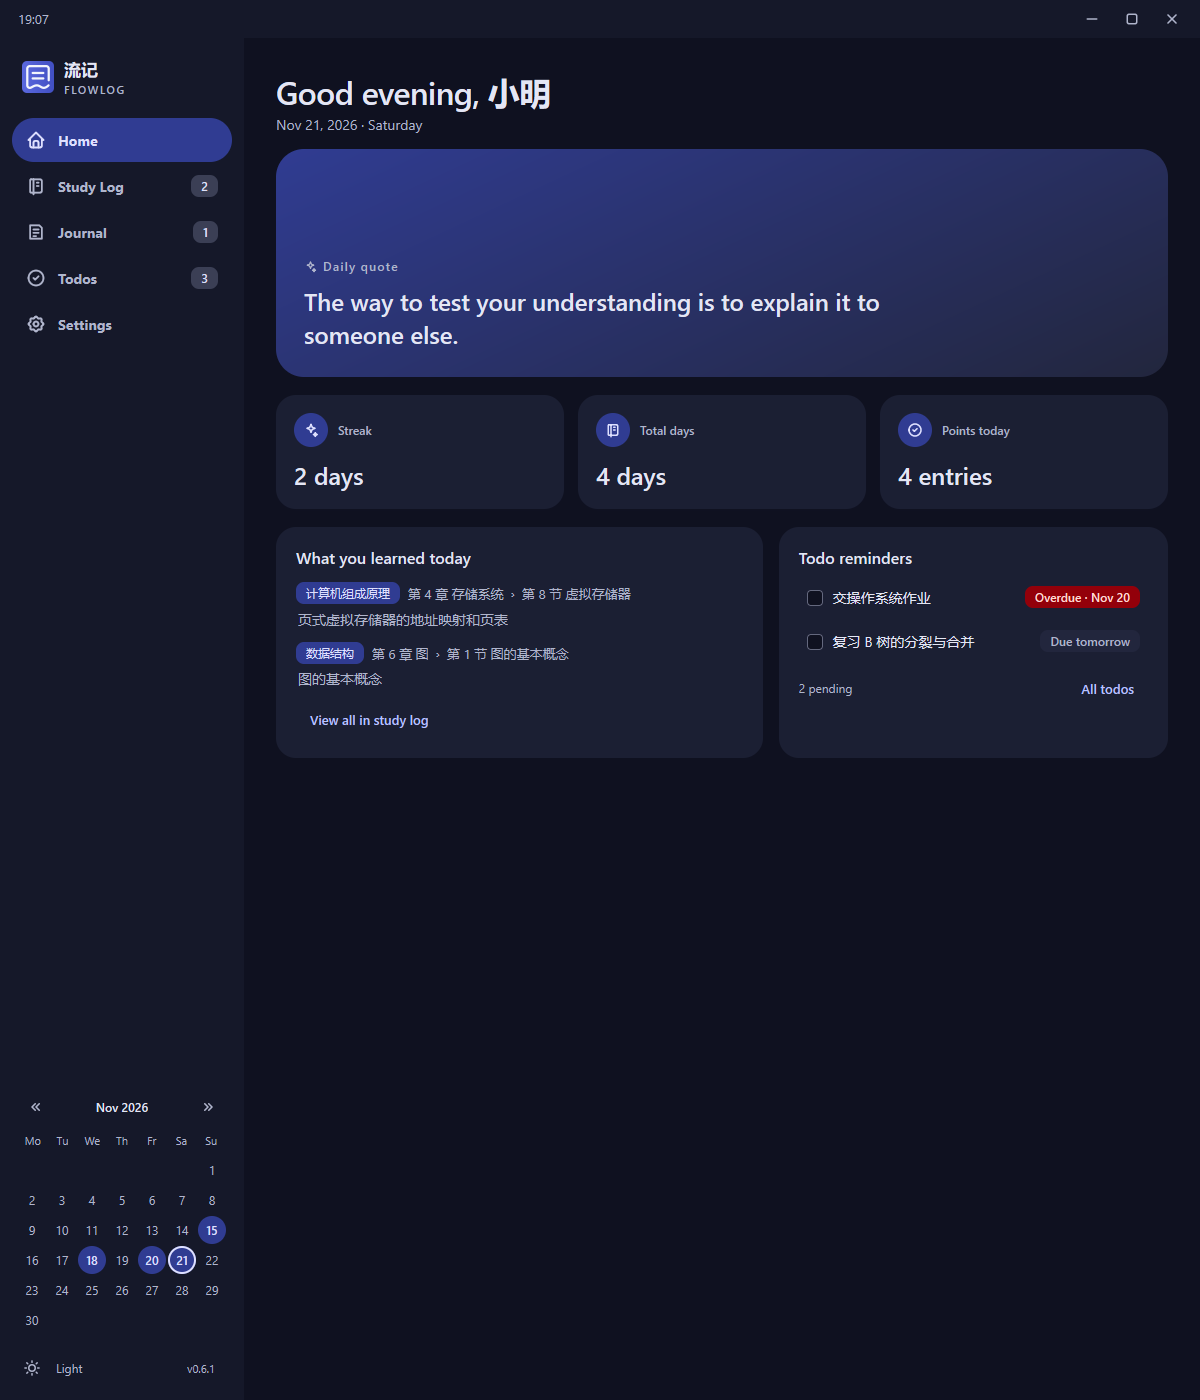 19:07
流记
FLOWLOG
Home
Study Log 2
Journal 1
Todos 3
Settings
Good evening, 小明
Nov 21, 2026 · Saturday
Daily quote
The way to test your understanding is to explain it to
someone else.
Streak
2 days
Total days
4 days
Points today
4 entries
What you learned today
计算机组成原理 第 4 章 存储系统 › 第 8 节 虚拟存储器
页式虚拟存储器的地址映射和页表
数据结构 第 6 章 图 › 第 1 节 图的基本概念
图的基本概念
View all in study log
Todo reminders
交操作系统作业 Overdue · Nov 20
复习 B 树的分裂与合并 Due tomorrow
2 pending All todos
« Nov 2026 »
Mo Tu We Th Fr Sa Su
1
2 3 4 5 6 7 8
9 10 11 12 13 14 15
16 17 18 19 20 21 22
23 24 25 26 27 28 29
30
Light v0.6.1